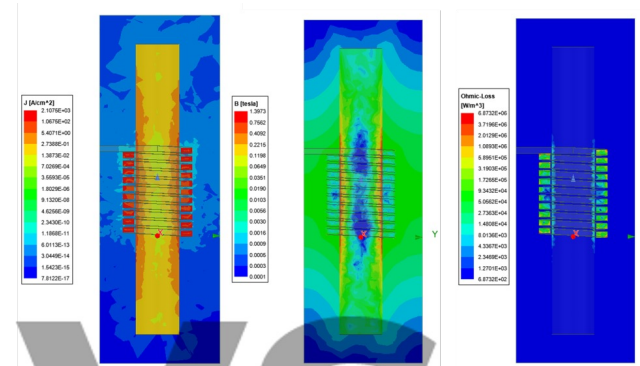 J [A/cm^2]
2.1075E+03
1.0675E+02
5.4071E+00
2.7388E-01
1.3873E-02
7.0269E-04
3.5593E-05
1.8029E-06
9.1320E-08
4.6256E-09
2.3430E-10
1.1868E-11
6.0113E-13
3.0449E-14
1.5423E-15
7.8122E-17
B [tesla]
1.3973
0.7562
0.4092
0.2215
0.1198
0.0649
0.0351
0.0190
0.0103
0.0056
0.0030
0.0016
0.0009
0.0005
0.0003
0.0001
Y
Ohmic-Loss
[W/m^3]
6.8732E+06
3.7196E+06
2.0129E+06
1.0893E+06
5.8951E+05
3.1903E+05
1.7265E+05
9.3432E+04
5.0562E+04
2.7363E+04
1.4808E+04
8.0136E+03
4.3367E+03
2.3469E+03
1.2701E+03
6.8732E+02